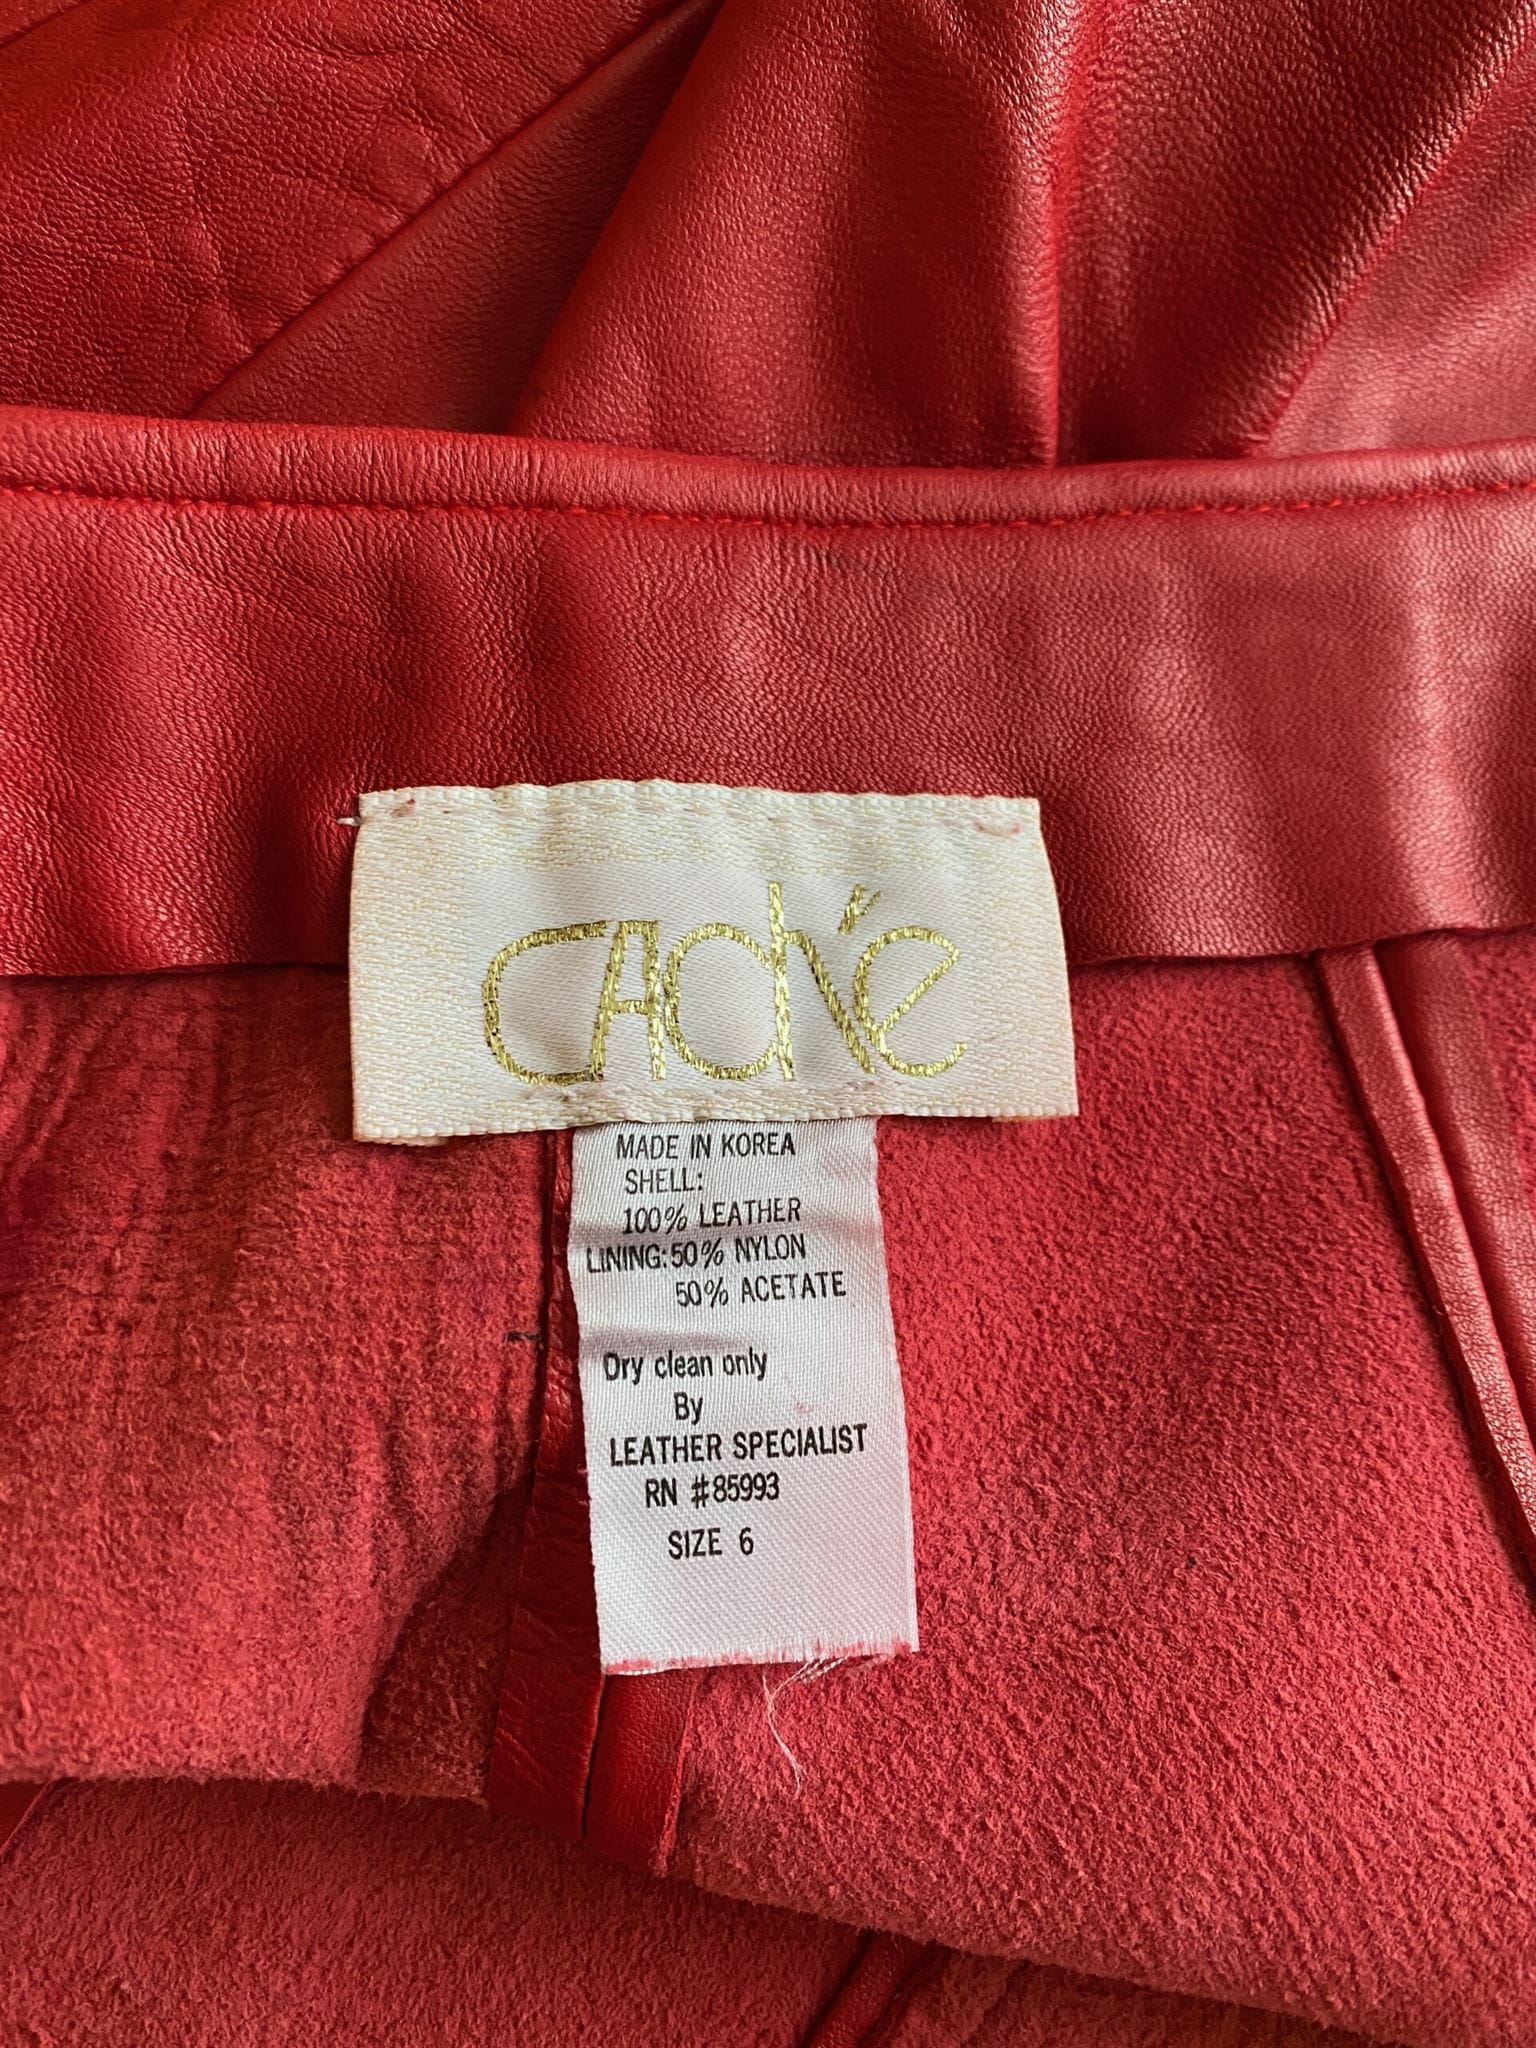 CAché
MADE IN KOREA
SHELL:
100% LEATHER
LINING:50% NYLON
50% ACETATE
Dry clean only
By
LEATHER SPECIALIST
RN #85993
SIZE 6